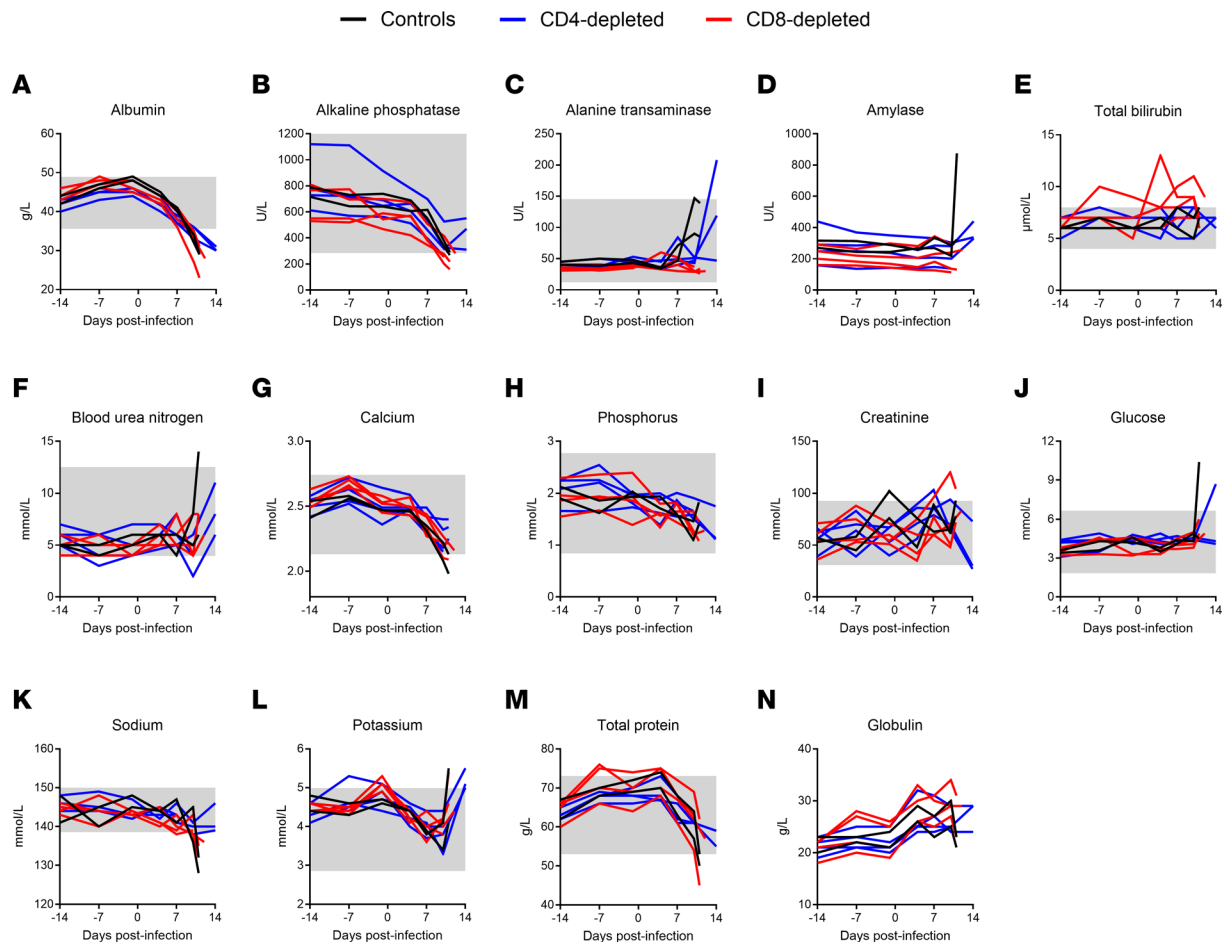 Controls CD4-depleted CD8-depleted
A B C D E
Albumin Alkaline phosphatase Alanine transaminase Amylase Total bilirubin
60 1200 250 1000 15
50 1000 200 800
40 800 150 600 10
30 600 100 400 5
20 400 50 200 0
200 0 0
0
g/L U/L U/L U/L µmol/L
-14 -7 0 7 14 -14 -7 0 7 14 -14 -7 0 7 14 -14 -7 0 7 14 -14 -7 0 7 14
Days post-infection Days post-infection Days post-infection Days post-infection Days post-infection
F G H I J
Blood urea nitrogen Calcium Phosphorus Creatinine Glucose
15 3.0 3 150 12
10 2.5 2 100 9
5 2.0 1 50 6
0 0 0 3
0
mmol/L mmol/L mmol/L mmol/L mmol/L
-14 -7 0 7 14 -14 -7 0 7 14 -14 -7 0 7 14 -14 -7 0 7 14 -14 -7 0 7 14
Days post-infection Days post-infection Days post-infection Days post-infection Days post-infection
K L M N
Sodium Potassium Total protein Globulin
160 6 80 40
150 5 70 30
140 4 60 20
130 3 50 10
120 2 40
mmol/L mmol/L g/L g/L
-14 -7 0 7 14 -14 -7 0 7 14 -14 -7 0 7 14 -14 -7 0 7 14
Days post-infection Days post-infection Days post-infection Days post-infection